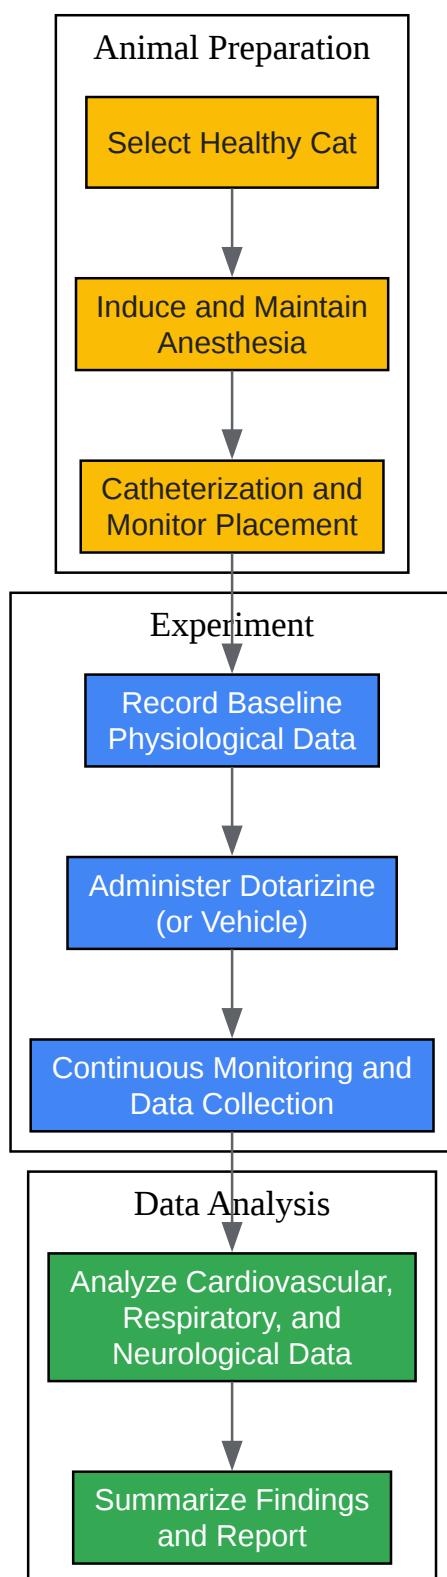 Animal Preparation
Select Healthy Cat
Induce and Maintain
Anesthesia
Catheterization and
Monitor Placement
Experiment
Record Baseline
Physiological Data
Administer Dotarizine
(or Vehicle)
Continuous Monitoring and
Data Collection
Data Analysis
Analyze Cardiovascular,
Respiratory, and
Neurological Data
Summarize Findings
and Report